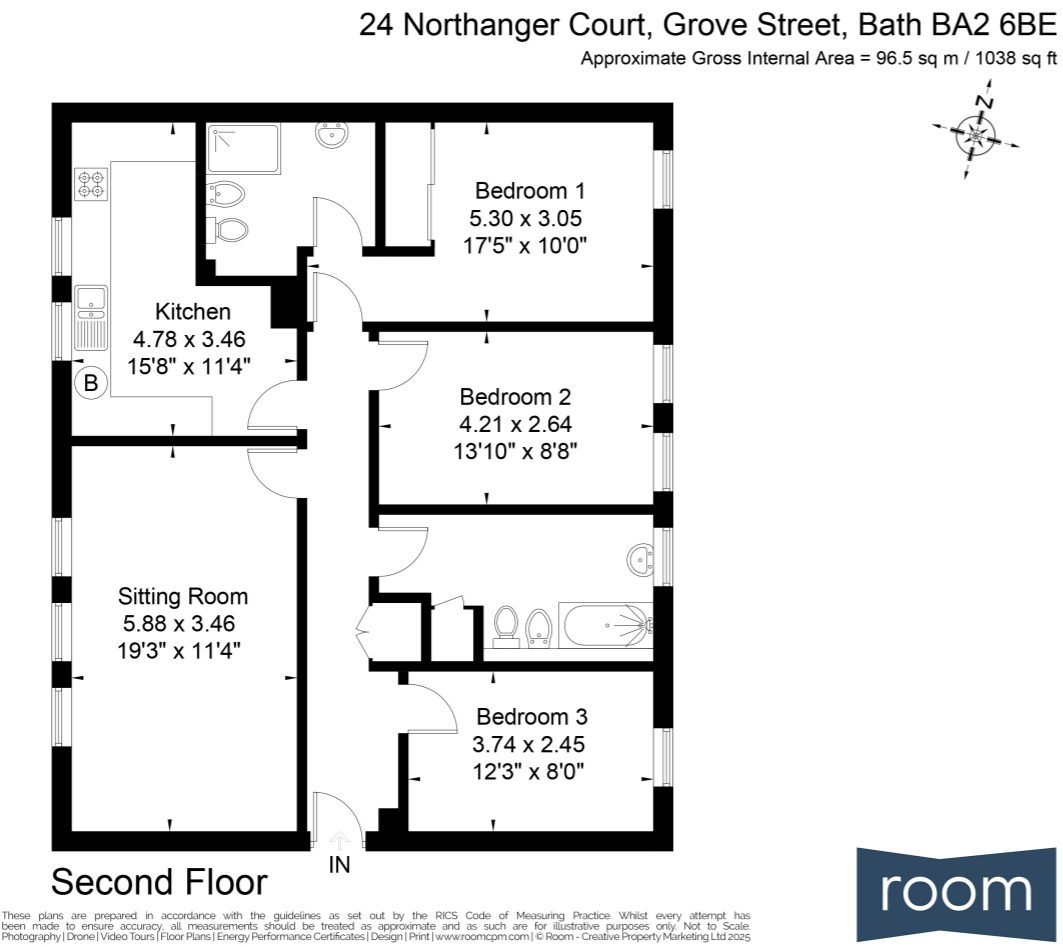 24 Northanger Court, Grove Street, Bath BA2 6BE
Approximate Gross Internal Area = 96.5 sq m / 1038 sq ft
N
Bedroom 1
5.30 x 3.05
17'5" x 10'0"
Kitchen
4.78 x 3.46
15'8" x 11'4"
B
Bedroom 2
4.21 x 2.64
13'10" x 8'8"
Sitting Room
5.88 x 3.46
19'3" x 11'4"
Bedroom 3
3.74 x 2.45
12'3" x 8'0"
IN
Second Floor
room
These plans are prepared in accordance with the guidelines as set out by the RICS Code of Measuring Practice. Whilst every attempt has
been made to ensure accuracy, all measurements should be treated as approximate and as such are for illustrative purposes only. Not to Scale.
Photography | Drone | Video Tours | Floor Plans | Energy Performance Certificates | Design | Print | www.roomcpm.com | © Room - Creative Property Marketing Ltd 2025